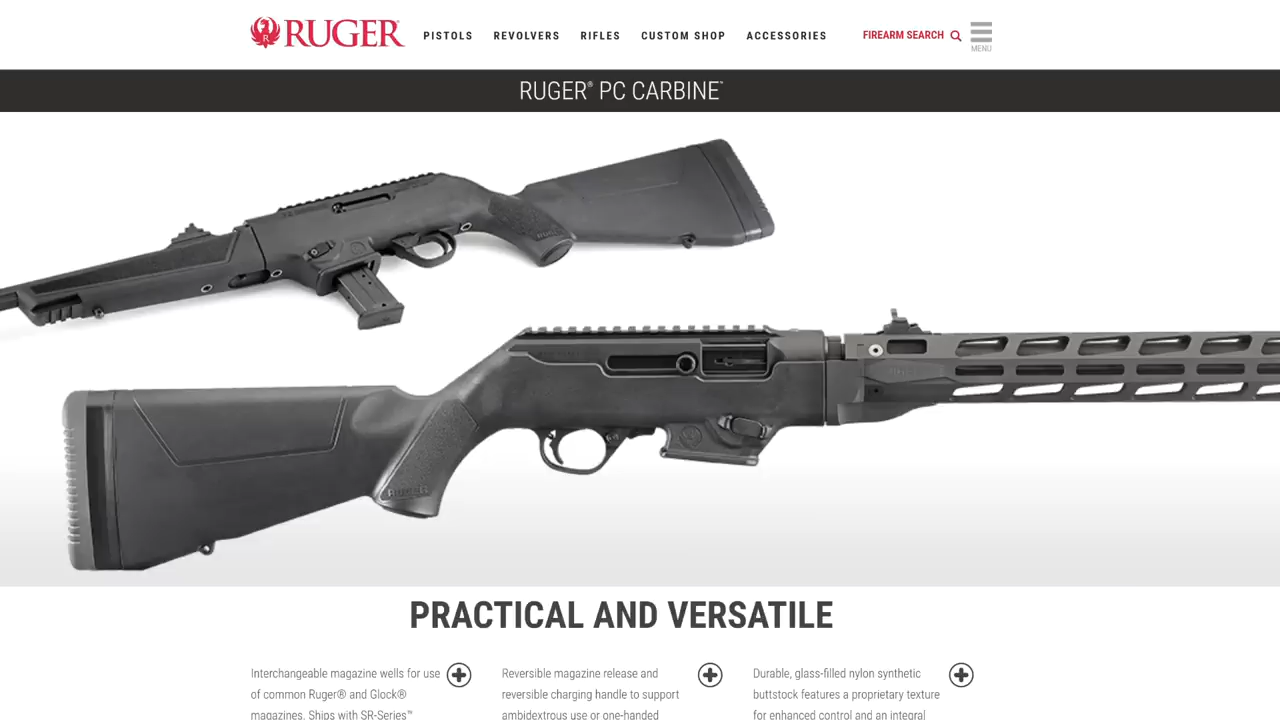 RUGER®
PISTOLS REVOLVERS RIFLES CUSTOM SHOP ACCESSORIES
FIREARM SEARCH
MENU
RUGER® PC CARBINE™
RUGER
RUGER
PRACTICAL AND VERSATILE
Interchangeable magazine wells for use
of common Ruger® and Glock®
magazines. Ships with SR-Series™
Reversible magazine release and
reversible charging handle to support
ambidextrous use or one-handed
Durable, glass-filled nylon synthetic
buttstock features a proprietary texture
for enhanced control and an integral